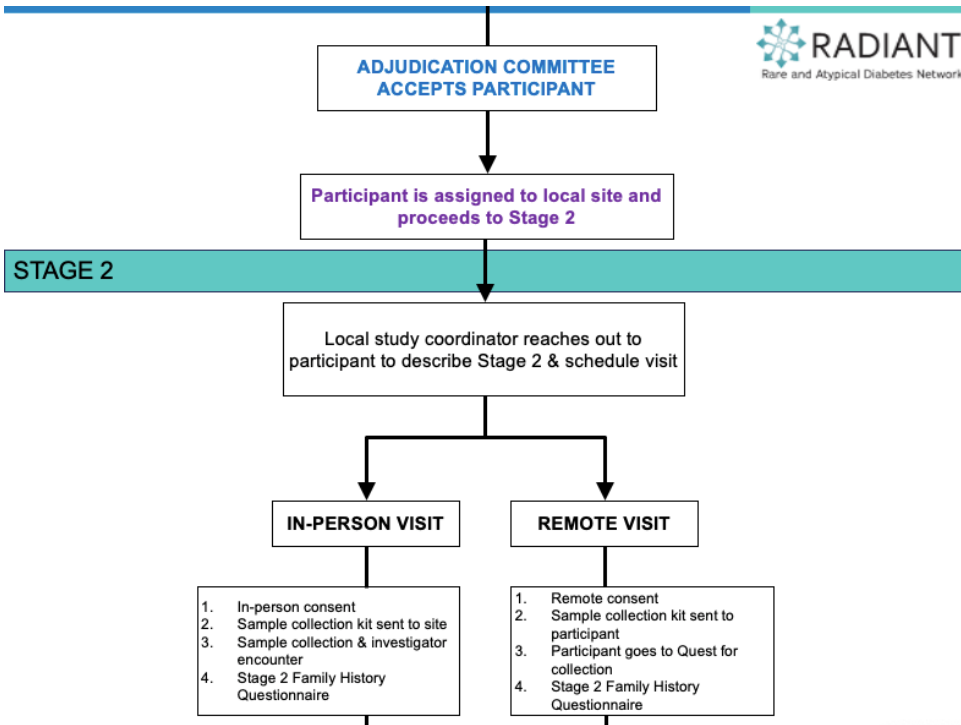 RADIANT
Rare and Atypical Diabetes Network
ADJUDICATION COMMITTEE
ACCEPTS PARTICIPANT
Participant is assigned to local site and
proceeds to Stage 2
STAGE 2
Local study coordinator reaches out to
participant to describe Stage 2 & schedule visit
IN-PERSON VISIT
1. In-person consent
2. Sample collection kit sent to site
3. Sample collection & investigator
encounter
4. Stage 2 Family History
Questionnaire
REMOTE VISIT
1. Remote consent
2. Sample collection kit sent to
participant
3. Participant goes to Quest for
collection
4. Stage 2 Family History
Questionnaire